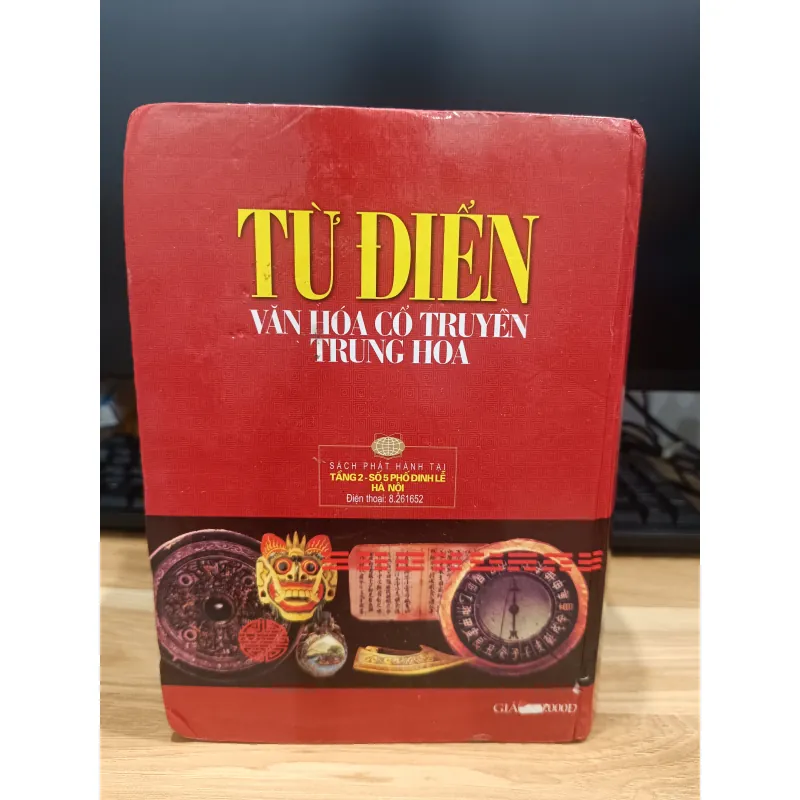 TỪ ĐIỂN
VĂN HÓA CỔ TRUYỀN
TRUNG HOA
SÁCH PHÁT HÀNH TẠI
TẦNG 2 - SỐ 5 PHỐ ĐINH LỄ
HÀ NỘI
Điện thoại: 8.261652
GIÁ